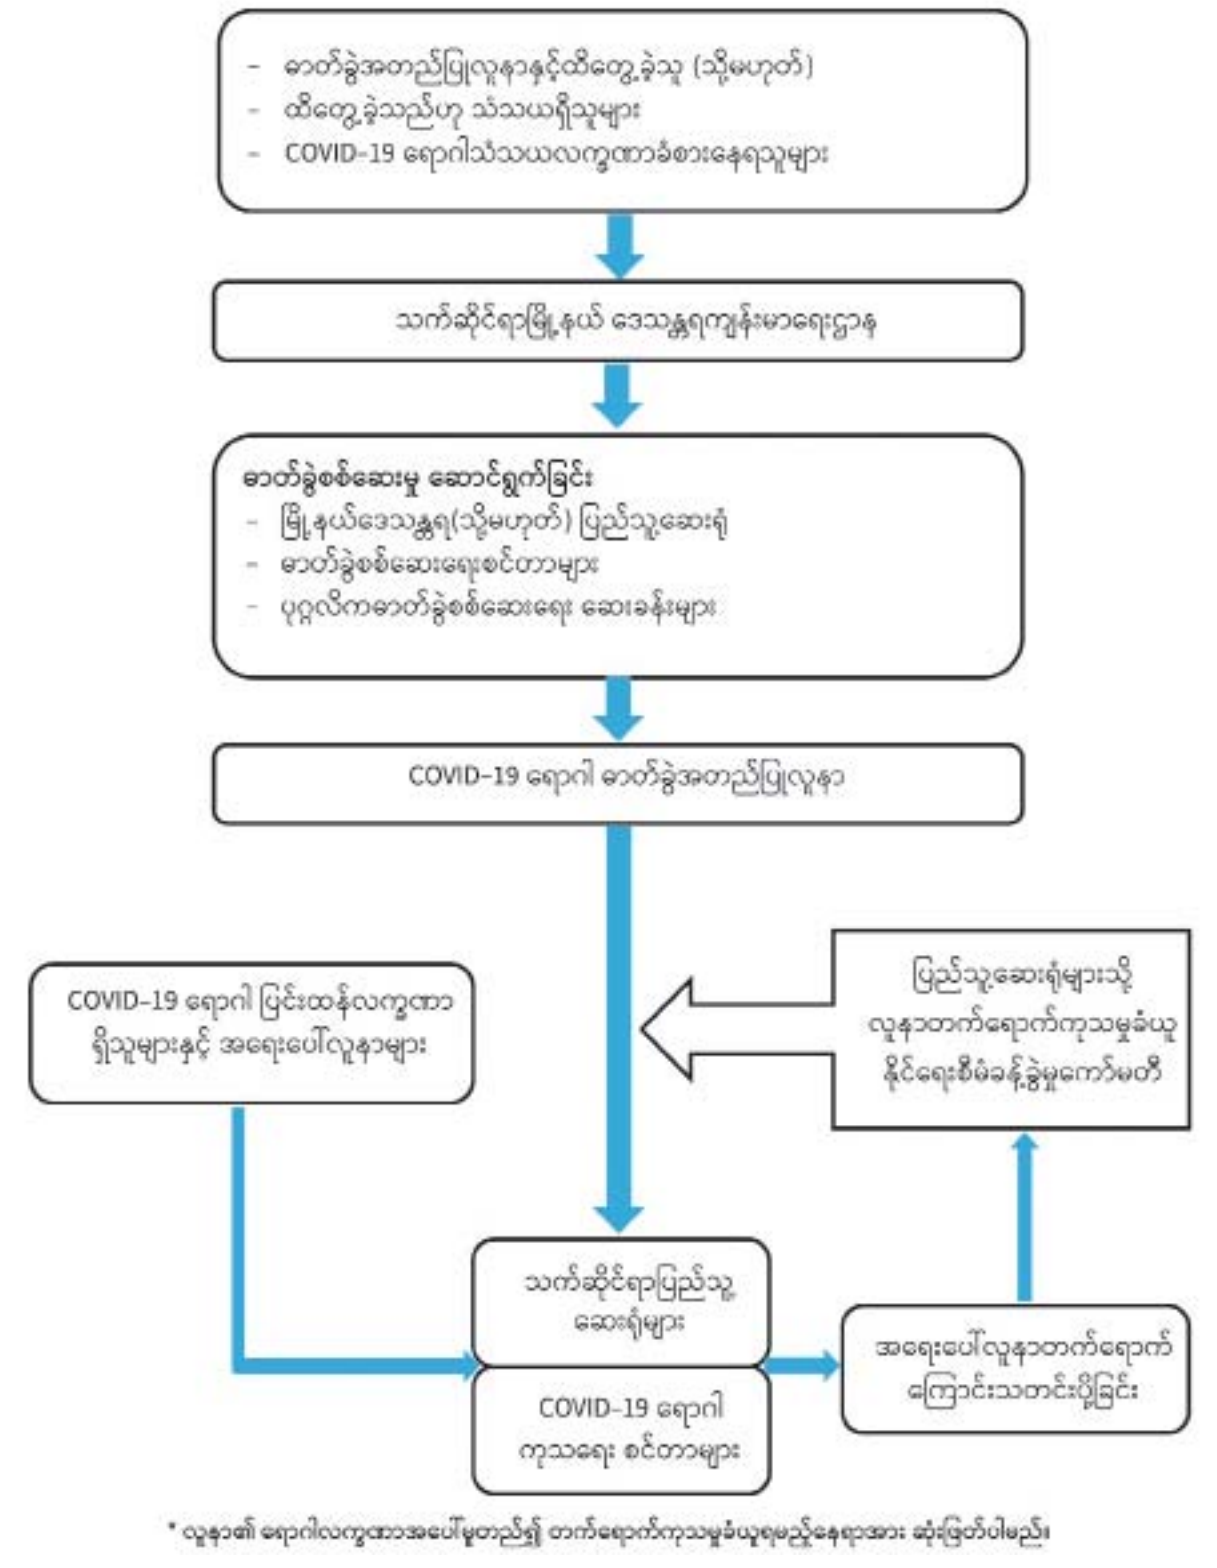 - ဓာတ်ခွဲအတည်ပြုလူနာနှင့်ထိတွေ့ခဲ့သူ (သို့မဟုတ်)
- ထိတွေ့ခဲ့သည်ဟု သံသယရှိသူများ
- COVID-19 ရောဂါသံသယလက္ခဏာခံစားနေရသူများ
သက်ဆိုင်ရာမြို့နယ် ဒေသန္တရကျန်းမာရေးဌာန
ဓာတ်ခွဲစစ်ဆေးမှု ဆောင်ရွက်ခြင်း
- မြို့နယ်ဒေသန္တရ(သို့မဟုတ်) ပြည်သူ့ဆေးရုံ
- ဓာတ်ခွဲစစ်ဆေးရေးစင်တာများ
- ပုဂ္ဂလိကဓာတ်ခွဲစစ်ဆေးရေး ဆေးခန်းများ
COVID-19 ရောဂါ ဓာတ်ခွဲအတည်ပြုလူနာ
COVID-19 ရောဂါ ပြင်းထန်လက္ခဏာ
ရှိသူများနှင့် အရေးပေါ်လူနာများ
ပြည်သူ့ဆေးရုံများသို့
လူနာတက်ရောက်ကုသမှုခံယူ
နိုင်ရေးစီမံခန့်ခွဲမှုကော်မတီ
သက်ဆိုင်ရာပြည်သူ့
ဆေးရုံများ
COVID-19 ရောဂါ
ကုသရေး စင်တာများ
အရေးပေါ်လူနာတက်ရောက်
ကြောင်းသတင်းပို့ခြင်း
* လူနာ၏ ရောဂါလက္ခဏာအပေါ်မူတည်၍ တက်ရောက်ကုသမှုခံယူရမည့်နေရာအား ဆုံးဖြတ်ပါမည်။